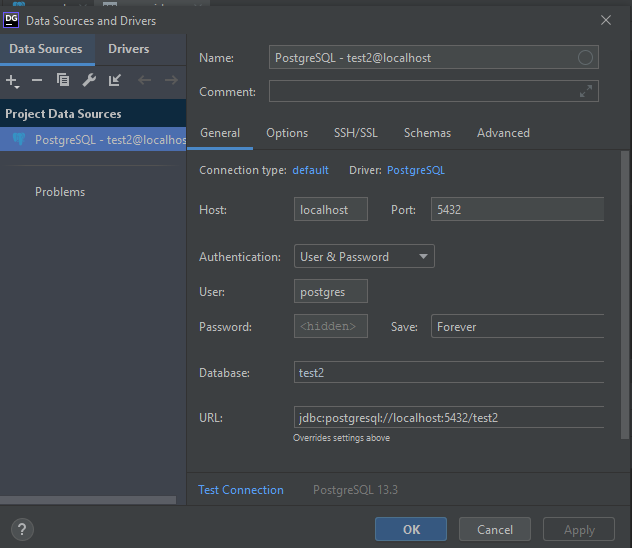 DG Data Sources and Drivers
Data Sources Drivers
Project Data Sources
PostgreSQL - test2@localhos
Problems
Name: PostgreSQL - test2@localhost
Comment:
General Options SSH/SSL Schemas Advanced
Connection type: default Driver: PostgreSQL
Host: localhost Port: 5432
Authentication: User & Password
User: postgres
Password: <hidden> Save: Forever
Database: test2
URL: jdbc:postgresql://localhost:5432/test2
Overrides settings above
Test Connection PostgreSQL 13.3
? OK Cancel Apply